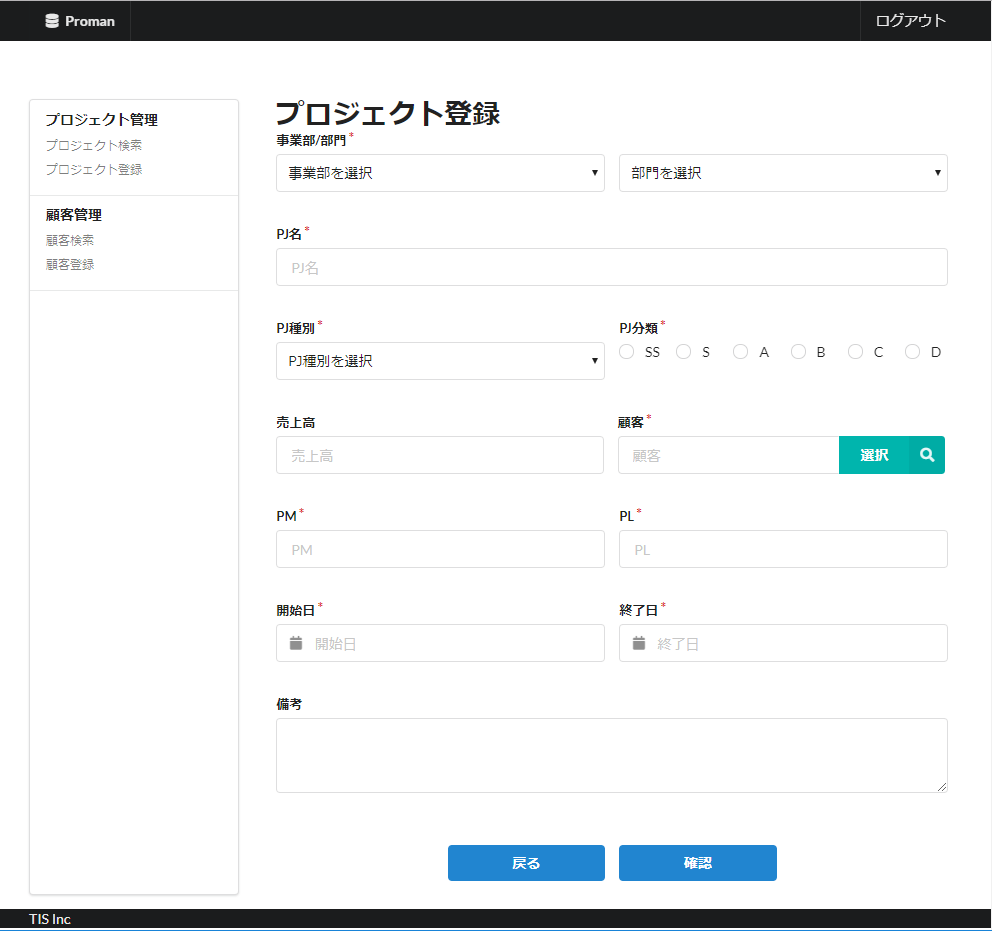 Proman ログアウト
プロジェクト管理
プロジェクト検索
プロジェクト登録
顧客管理
顧客検索
顧客登録
プロジェクト登録
事業部/部門*
事業部を選択 部門を選択
PJ名*
PJ名
PJ種別* PJ分類*
PJ種別を選択 SS S A B C D
売上高 顧客*
売上高 顧客 選択
PM* PL*
PM PL
開始日* 終了日*
開始日 終了日
備考
戻る 確認
TIS Inc